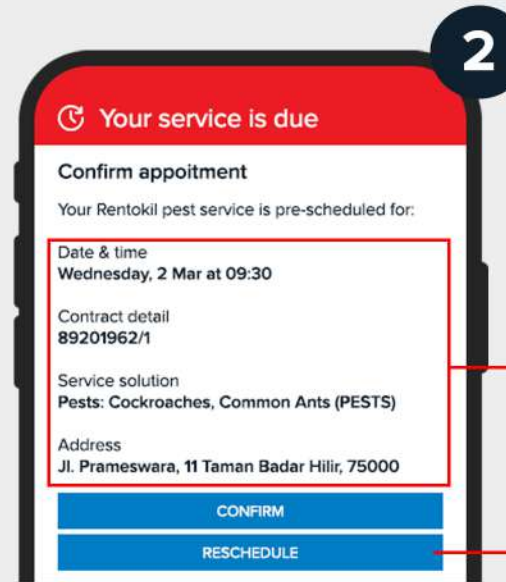 2
Your service is due
Confirm appoitment
Your Rentokil pest service is pre-scheduled for:
Date & time
Wednesday, 2 Mar at 09:30
Contract detail
89201962/1
Service solution
Pests: Cockroaches, Common Ants (PESTS)
Address
Jl. Prameswara, 11 Taman Badar Hilir, 75000
CONFIRM
RESCHEDULE